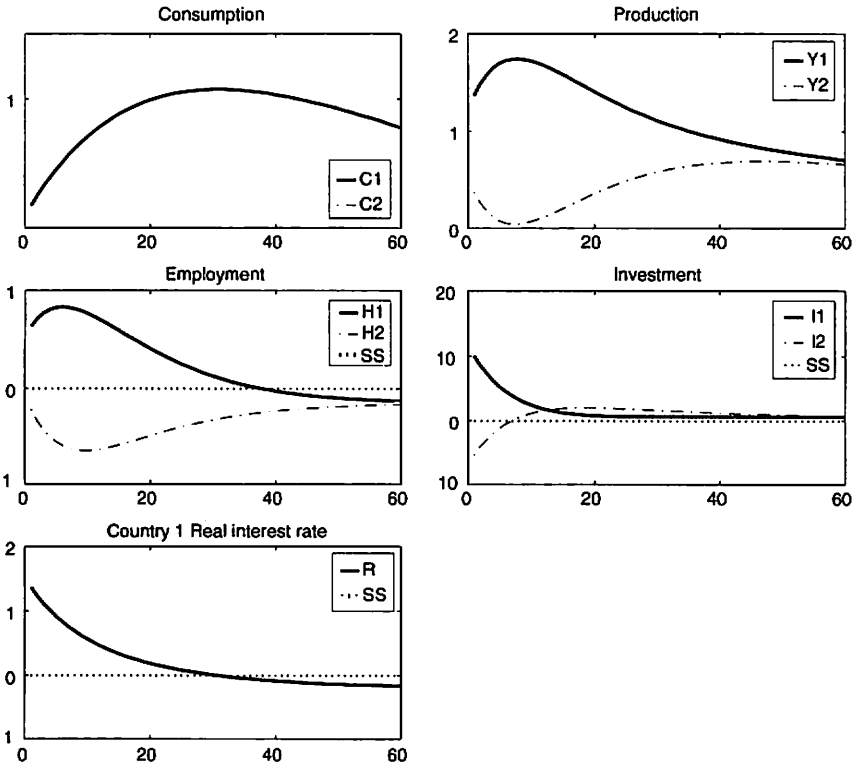 Consumption
1
C1
C2
0 20 40 60
Production
2
1
0
Y1
Y2
0 20 40 60
Employment
1
0
1
H1
H2
SS
0 20 40 60
Investment
20
10
0
10
I1
I2
SS
0 20 40 60
Country 1 Real interest rate
2
1
0
1
R
SS
0 20 40 60